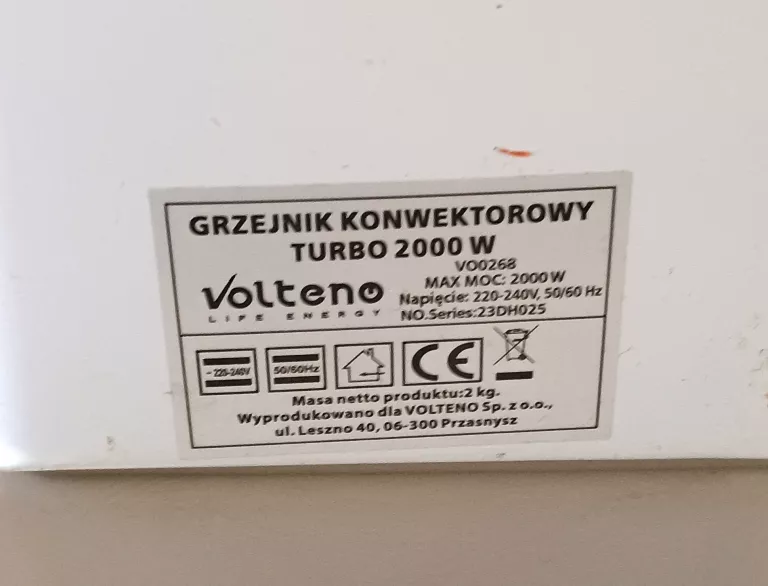 GRZEJNIK KONWEKTOROWY
TURBO 2000 W
VO0268
MAX MOC: 2000 W
Napięcie: 220-240V, 50/60 Hz
NO.Series:23DH025
Volteno
LIFE ENERGY
~ 220-240V
50/60Hz
CE
Masa netto produktu:2 kg.
Wyprodukowano dla VOLTENO Sp. z o.o.,
ul. Leszno 40, 06-300 Przasnysz